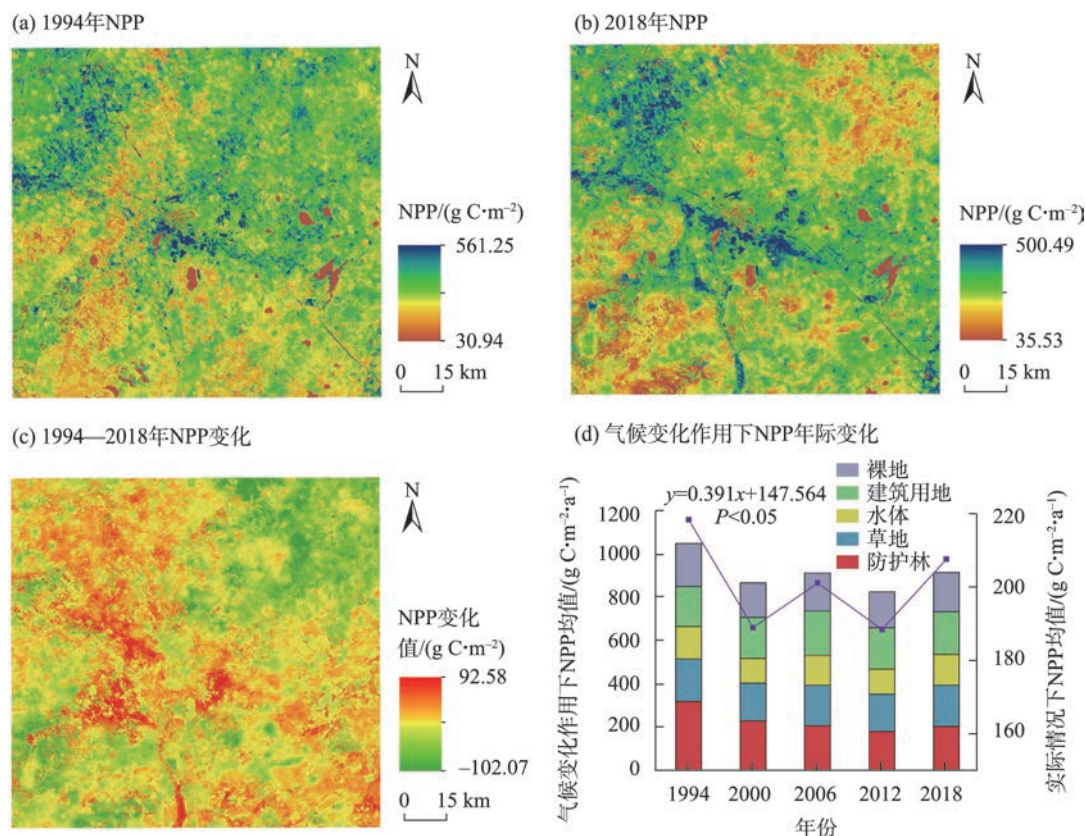 (a) 1994年NPP
N
NPP/(g C·m⁻²)
561.25
30.94
0 15 km
(b) 2018年NPP
N
NPP/(g C·m⁻²)
500.49
35.53
0 15 km
(c) 1994—2018年NPP变化
N
NPP变化
值/(g C·m⁻²)
92.58
−102.07
0 15 km
(d) 气候变化作用下NPP年际变化
裸地
建筑用地
水体
草地
防护林
y=0.391x+147.564
P<0.05
气候变化作用下NPP均值/(g C·m⁻²·a⁻¹)
1200
1000
800
600
400
200
0
220
200
180
160
实际情况下NPP均值/(g C·m⁻²·a⁻¹)
1994 2000 2006 2012 2018
年份